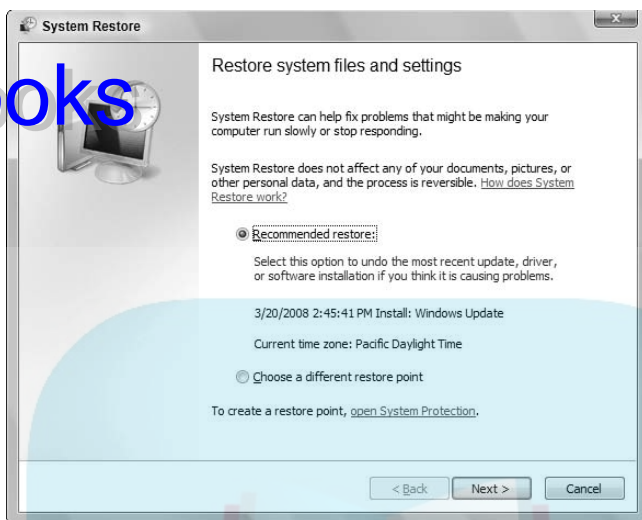 System Restore
Restore system files and settings
ooks
System Restore can help fix problems that might be making your
computer run slowly or stop responding.
System Restore does not affect any of your documents, pictures, or
other personal data, and the process is reversible. How does System
Restore work?
Recommended restore:
Select this option to undo the most recent update, driver,
or software installation if you think it is causing problems.
3/20/2008 2:45:41 PM Install: Windows Update
Current time zone: Pacific Daylight Time
Choose a different restore point
To create a restore point, open System Protection.
< Back Next > Cancel